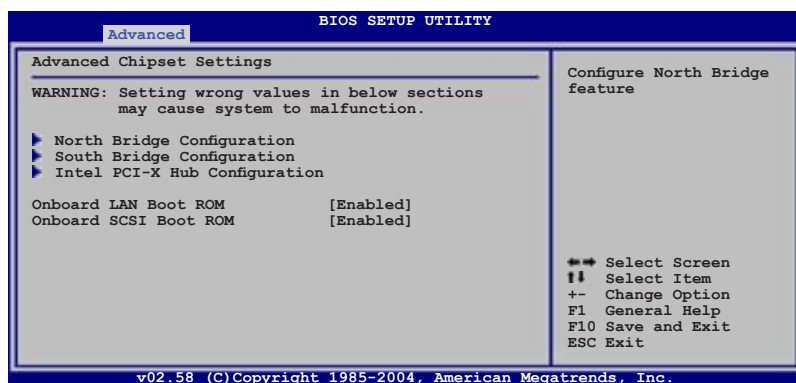 BIOS SETUP UTILITY
Advanced
Advanced Chipset Settings
WARNING: Setting wrong values in below sections
may cause system to malfunction.
North Bridge Configuration
South Bridge Configuration
Intel PCI-X Hub Configuration
Onboard LAN Boot ROM [Enabled]
Onboard SCSI Boot ROM [Enabled]
Configure North Bridge
feature
Select Screen
Select Item
+- Change Option
F1 General Help
F10 Save and Exit
ESC Exit
v02.58 (C)Copyright 1985-2004, American Megatrends, Inc.